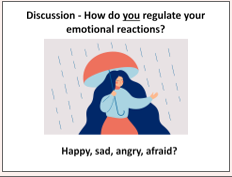 Discussion - How do you regulate your
emotional reactions?
Happy, sad, angry, afraid?